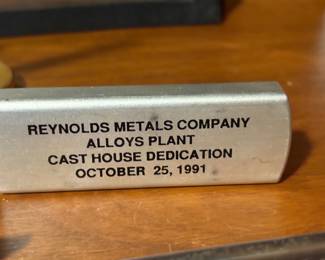 REYNOLDS METALS COMPANY
ALLOYS PLANT
CAST HOUSE DEDICATION
OCTOBER 25, 1991